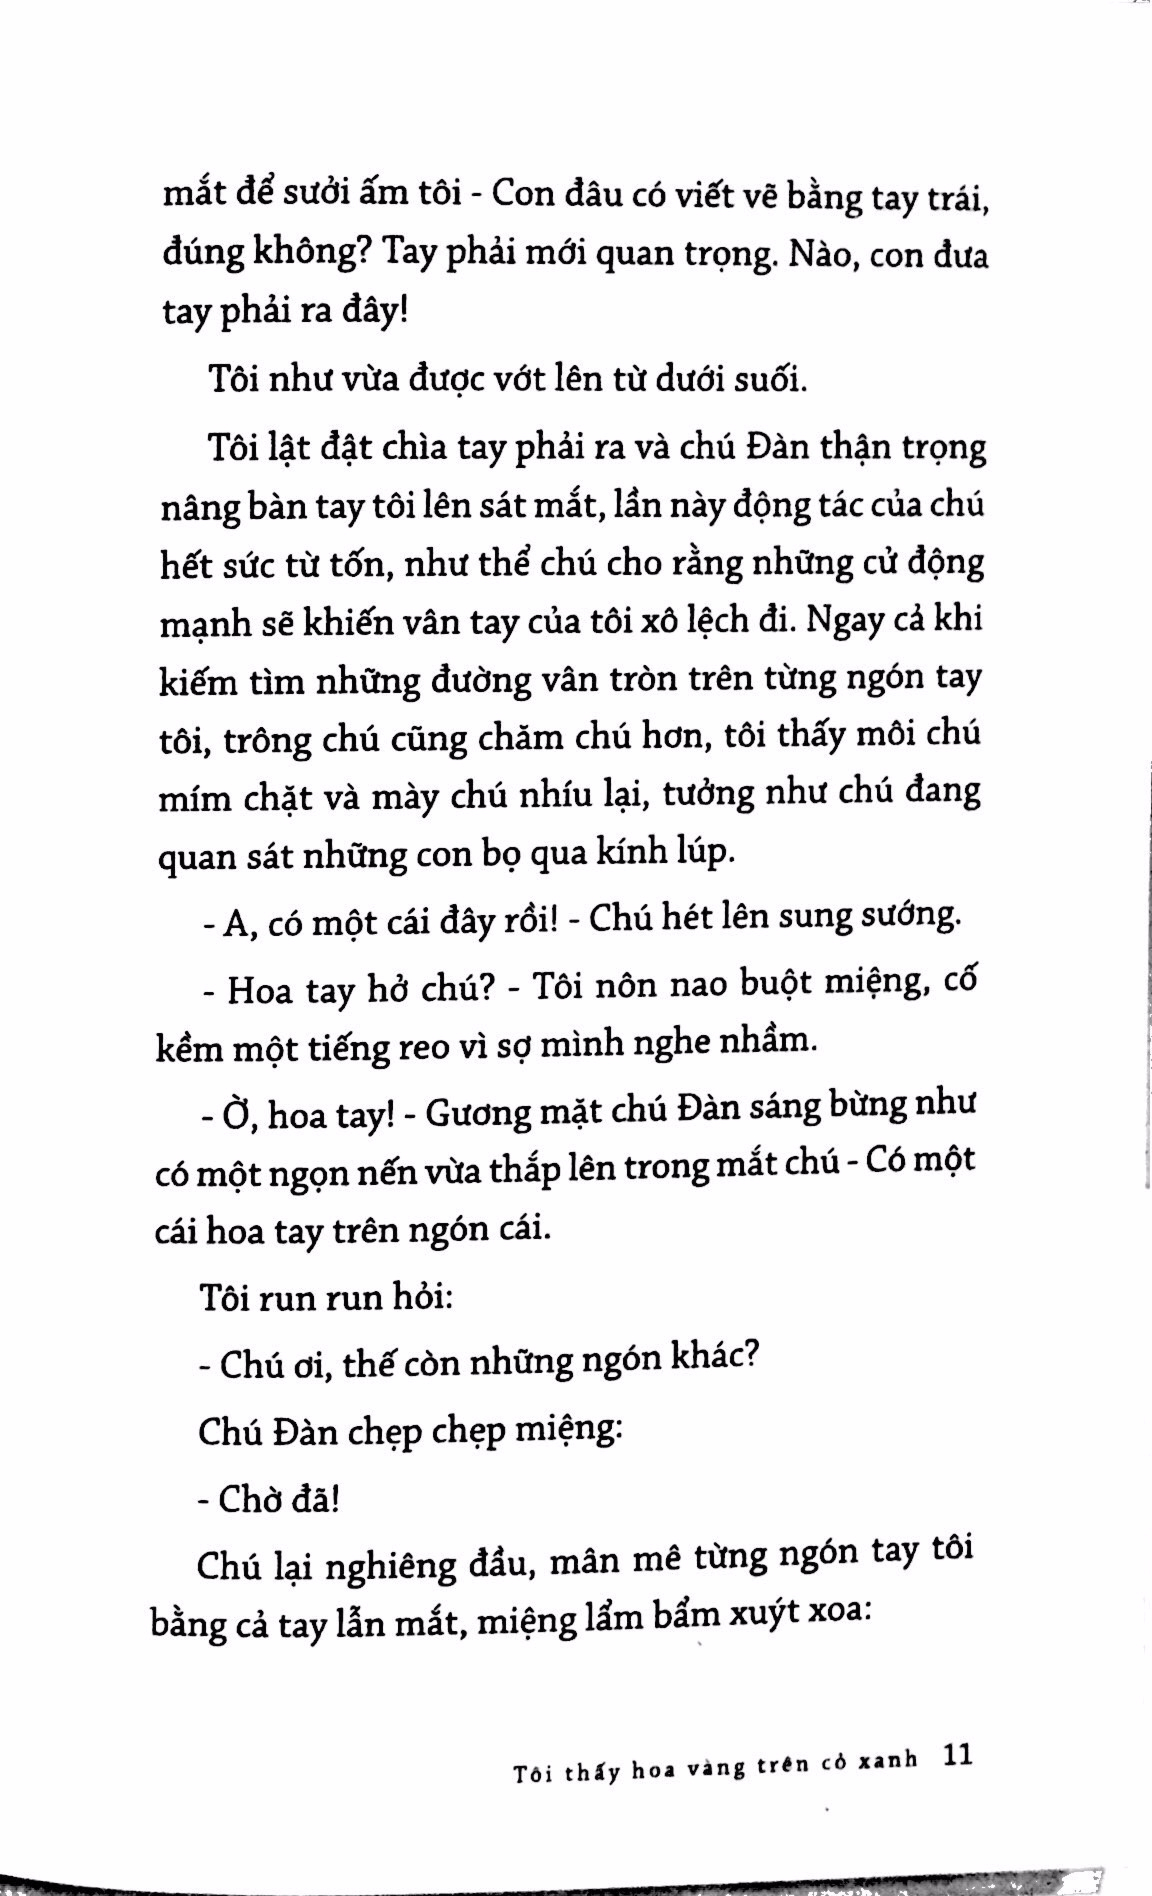 mắt để sưởi ấm tôi - Con đâu có viết vẽ bằng tay trái,
đúng không? Tay phải mới quan trọng. Nào, con đưa
tay phải ra đây!
Tôi như vừa được vớt lên từ dưới suối.
Tôi lật đật chìa tay phải ra và chú Đàn thận trọng
nâng bàn tay tôi lên sát mắt, lần này động tác của chú
hết sức từ tốn, như thể chú cho rằng những cử động
mạnh sẽ khiến vân tay của tôi xô lệch đi. Ngay cả khi
kiếm tìm những đường vân tròn trên từng ngón tay
tôi, trông chú cũng chăm chú hơn, tôi thấy môi chú
mím chặt và mày chú nhíu lại, tưởng như chú đang
quan sát những con bọ qua kính lúp.
- A, có một cái đây rồi! - Chú hét lên sung sướng.
- Hoa tay hở chú? - Tôi nôn nao buột miệng, cố
kềm một tiếng reo vì sợ mình nghe nhầm.
- Ờ, hoa tay! - Gương mặt chú Đàn sáng bừng như
có một ngọn nến vừa thắp lên trong mắt chú - Có một
cái hoa tay trên ngón cái.
Tôi run run hỏi:
- Chú ơi, thế còn những ngón khác?
Chú Đàn chẹp chẹp miệng:
- Chờ đã!
Chú lại nghiêng đầu, mân mê từng ngón tay tôi
bằng cả tay lẫn mắt, miệng lẩm bẩm xuýt xoa:
Tôi thấy hoa vàng trên cỏ xanh 11